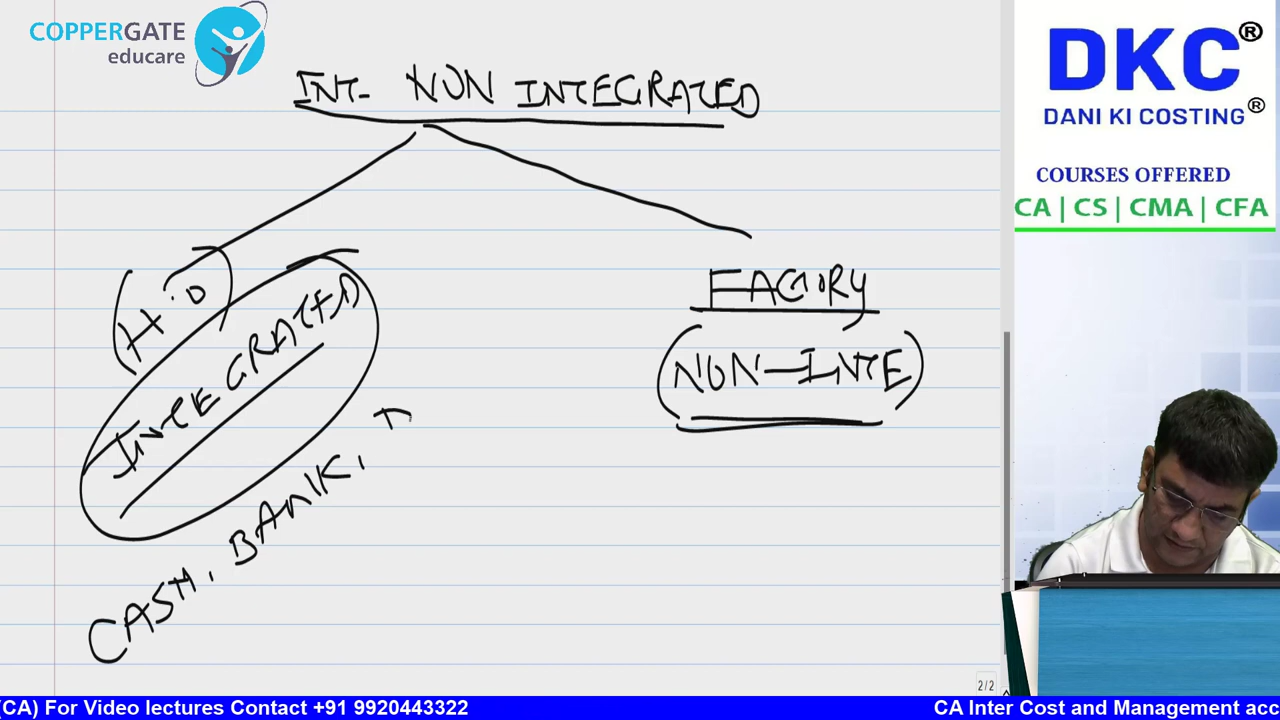 COPPERGATE
educare
INT- NON INTEGRATED
(H.O)
INTEGRATED
CASH, BANK,
FACTORY
(NON-INTE)
2/2
DKC®
DANI KI COSTING®
COURSES OFFERED
CA | CS | CMA | CFA
(CA) For Video lectures Contact +91 9920443322
CA Inter Cost and Management acc